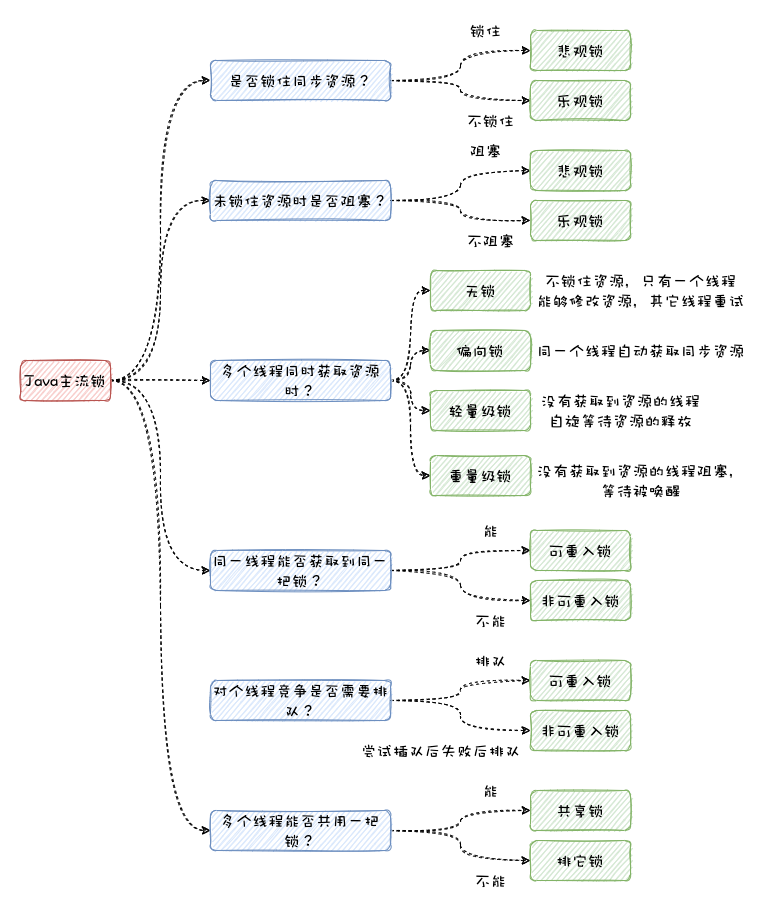 Java主流锁
是否锁住同步资源？
锁住
悲观锁
乐观锁
不锁住
未锁住资源时是否阻塞？
阻塞
悲观锁
乐观锁
不阻塞
多个线程同时获取资源
时？
无锁
不锁住资源，只有一个线程
能够修改资源，其它线程重试
偏向锁
同一个线程自动获取同步资源
轻量级锁
没有获取到资源的线程
自旋等待资源的释放
重量级锁
没有获取到资源的线程阻塞，
等待被唤醒
同一线程能否获取到同一
把锁？
能
可重入锁
非可重入锁
不能
对个线程竞争是否需要排
队？
排队
可重入锁
非可重入锁
尝试插队后失败后排队
多个线程能否共用一把
锁？
能
共享锁
排它锁
不能